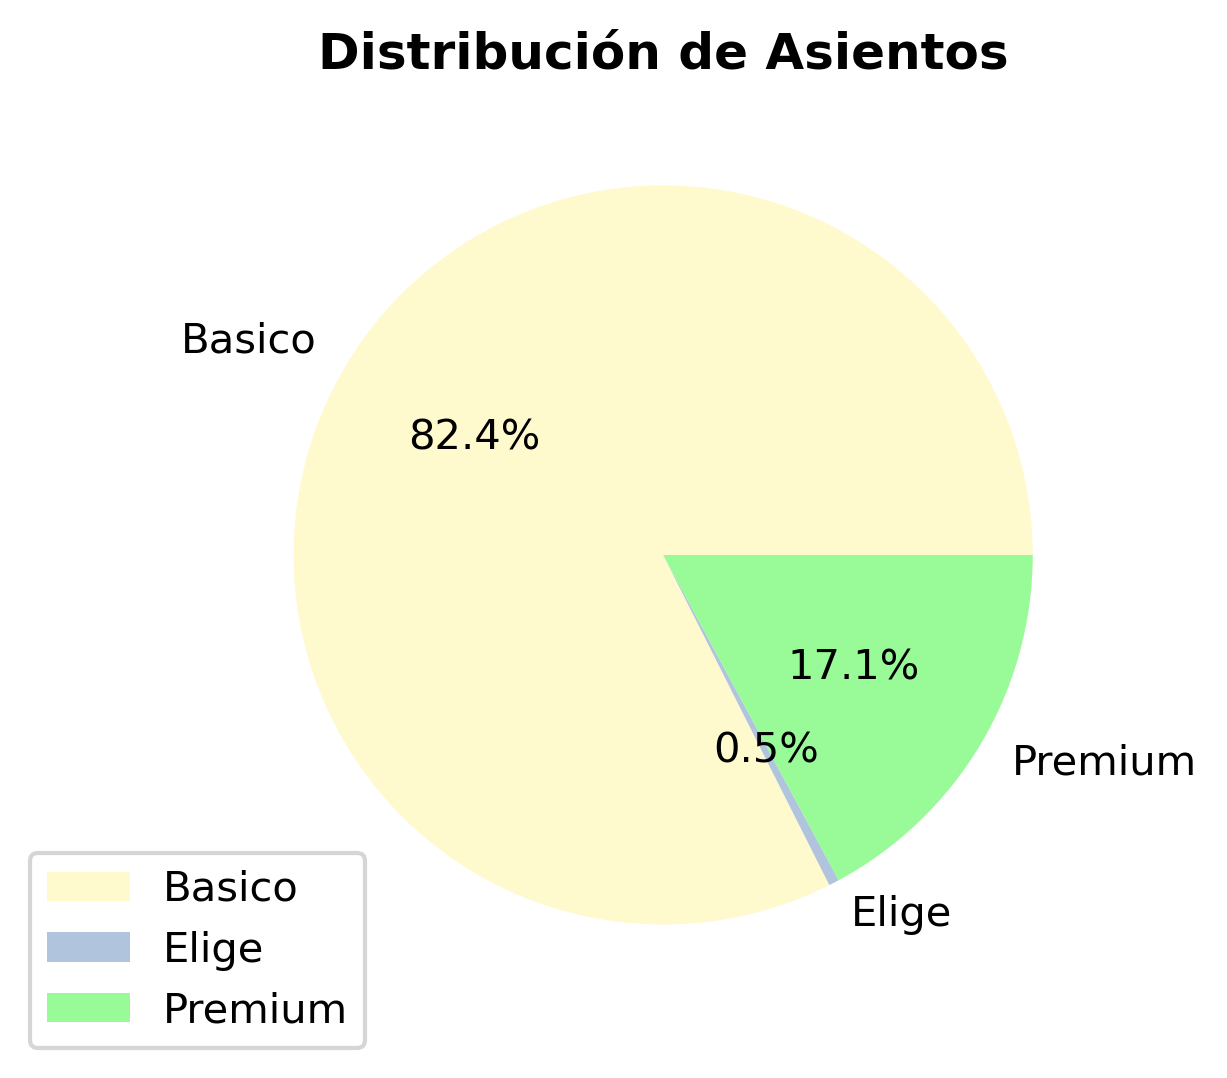 Distribución de Asientos
Basico
82.4%
17.1%
0.5%
Premium
Elige
Basico
Elige
Premium